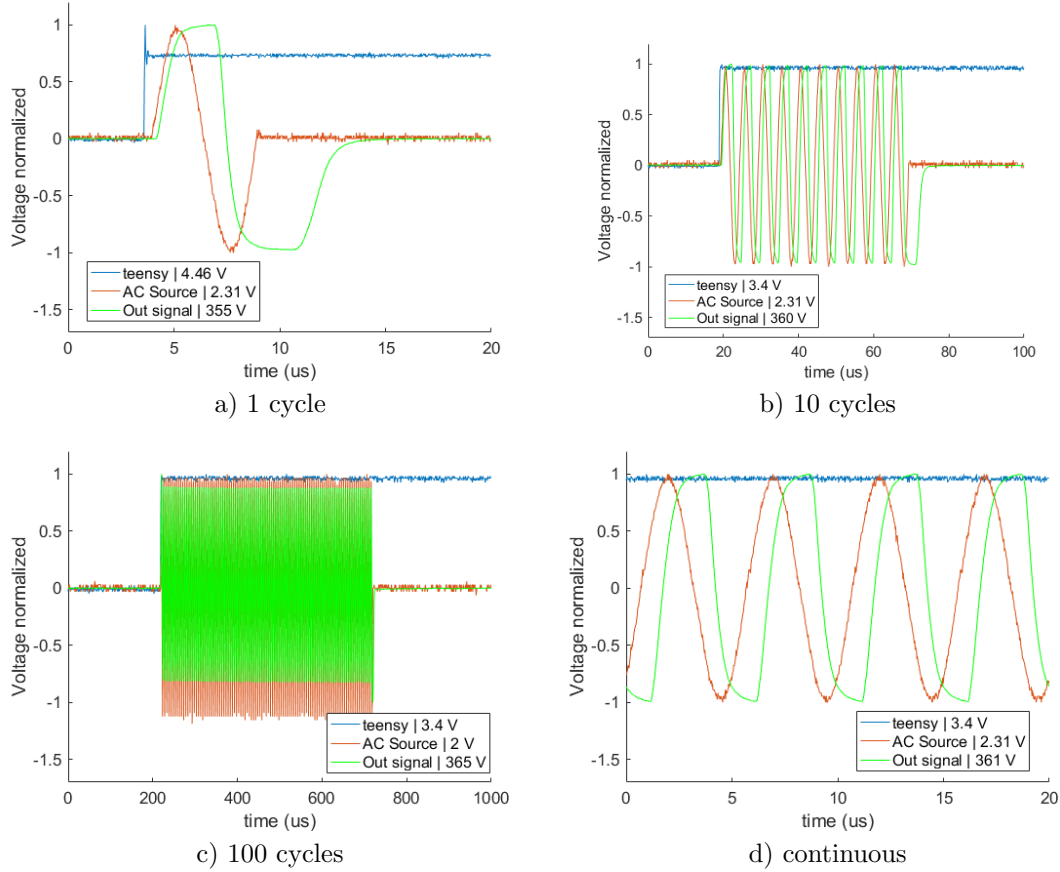 1
0.5
0
-0.5
-1
-1.5
Voltage normalized
teensy | 4.46 V
AC Source | 2.31 V
Out signal | 355 V
0 5 10 15 20
time (us)
a) 1 cycle
1
0.5
0
-0.5
-1
-1.5
Voltage normalized
teensy | 3.4 V
AC Source | 2.31 V
Out signal | 360 V
0 20 40 60 80 100
time (us)
b) 10 cycles
1
0.5
0
-0.5
-1
-1.5
Voltage normalized
teensy | 3.4 V
AC Source | 2 V
Out signal | 365 V
0 200 400 600 800 1000
time (us)
c) 100 cycles
1
0.5
0
-0.5
-1
-1.5
Voltage normalized
teensy | 3.4 V
AC Source | 2.31 V
Out signal | 361 V
0 5 10 15 20
time (us)
d) continuous